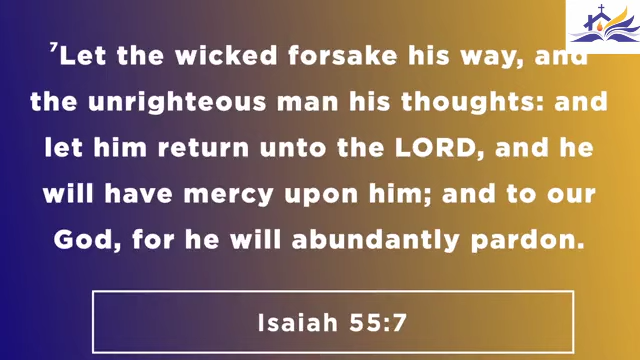 ⁷Let the wicked forsake his way, and
the unrighteous man his thoughts: and
let him return unto the LORD, and he
will have mercy upon him; and to our
God, for he will abundantly pardon.
Isaiah 55:7